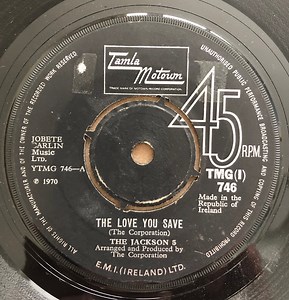 UNAUTHORISED PUBLIC PERFORMANCE BROADCASTING AND COPYING OF THIS RECORD
ALL RIGHTS OF THE MANUFACTURER AND OF THE OWNER OF THE RECORDED WORK RESERVED
Tamla
Motown
TRADE MARK OF MOTOWN RECORD CORPORATION
45
R.P.M.
JOBETE
CARLIN
Music
Ltd.
YTMG 746-A
℗ 1970
TMG(I)
746
Made in the
Republic of
Ireland
THE LOVE YOU SAVE
(The Corporation)
THE JACKSON 5
Arranged and Produced by
The Corporation
E.M.I. (IRELAND) LTD.